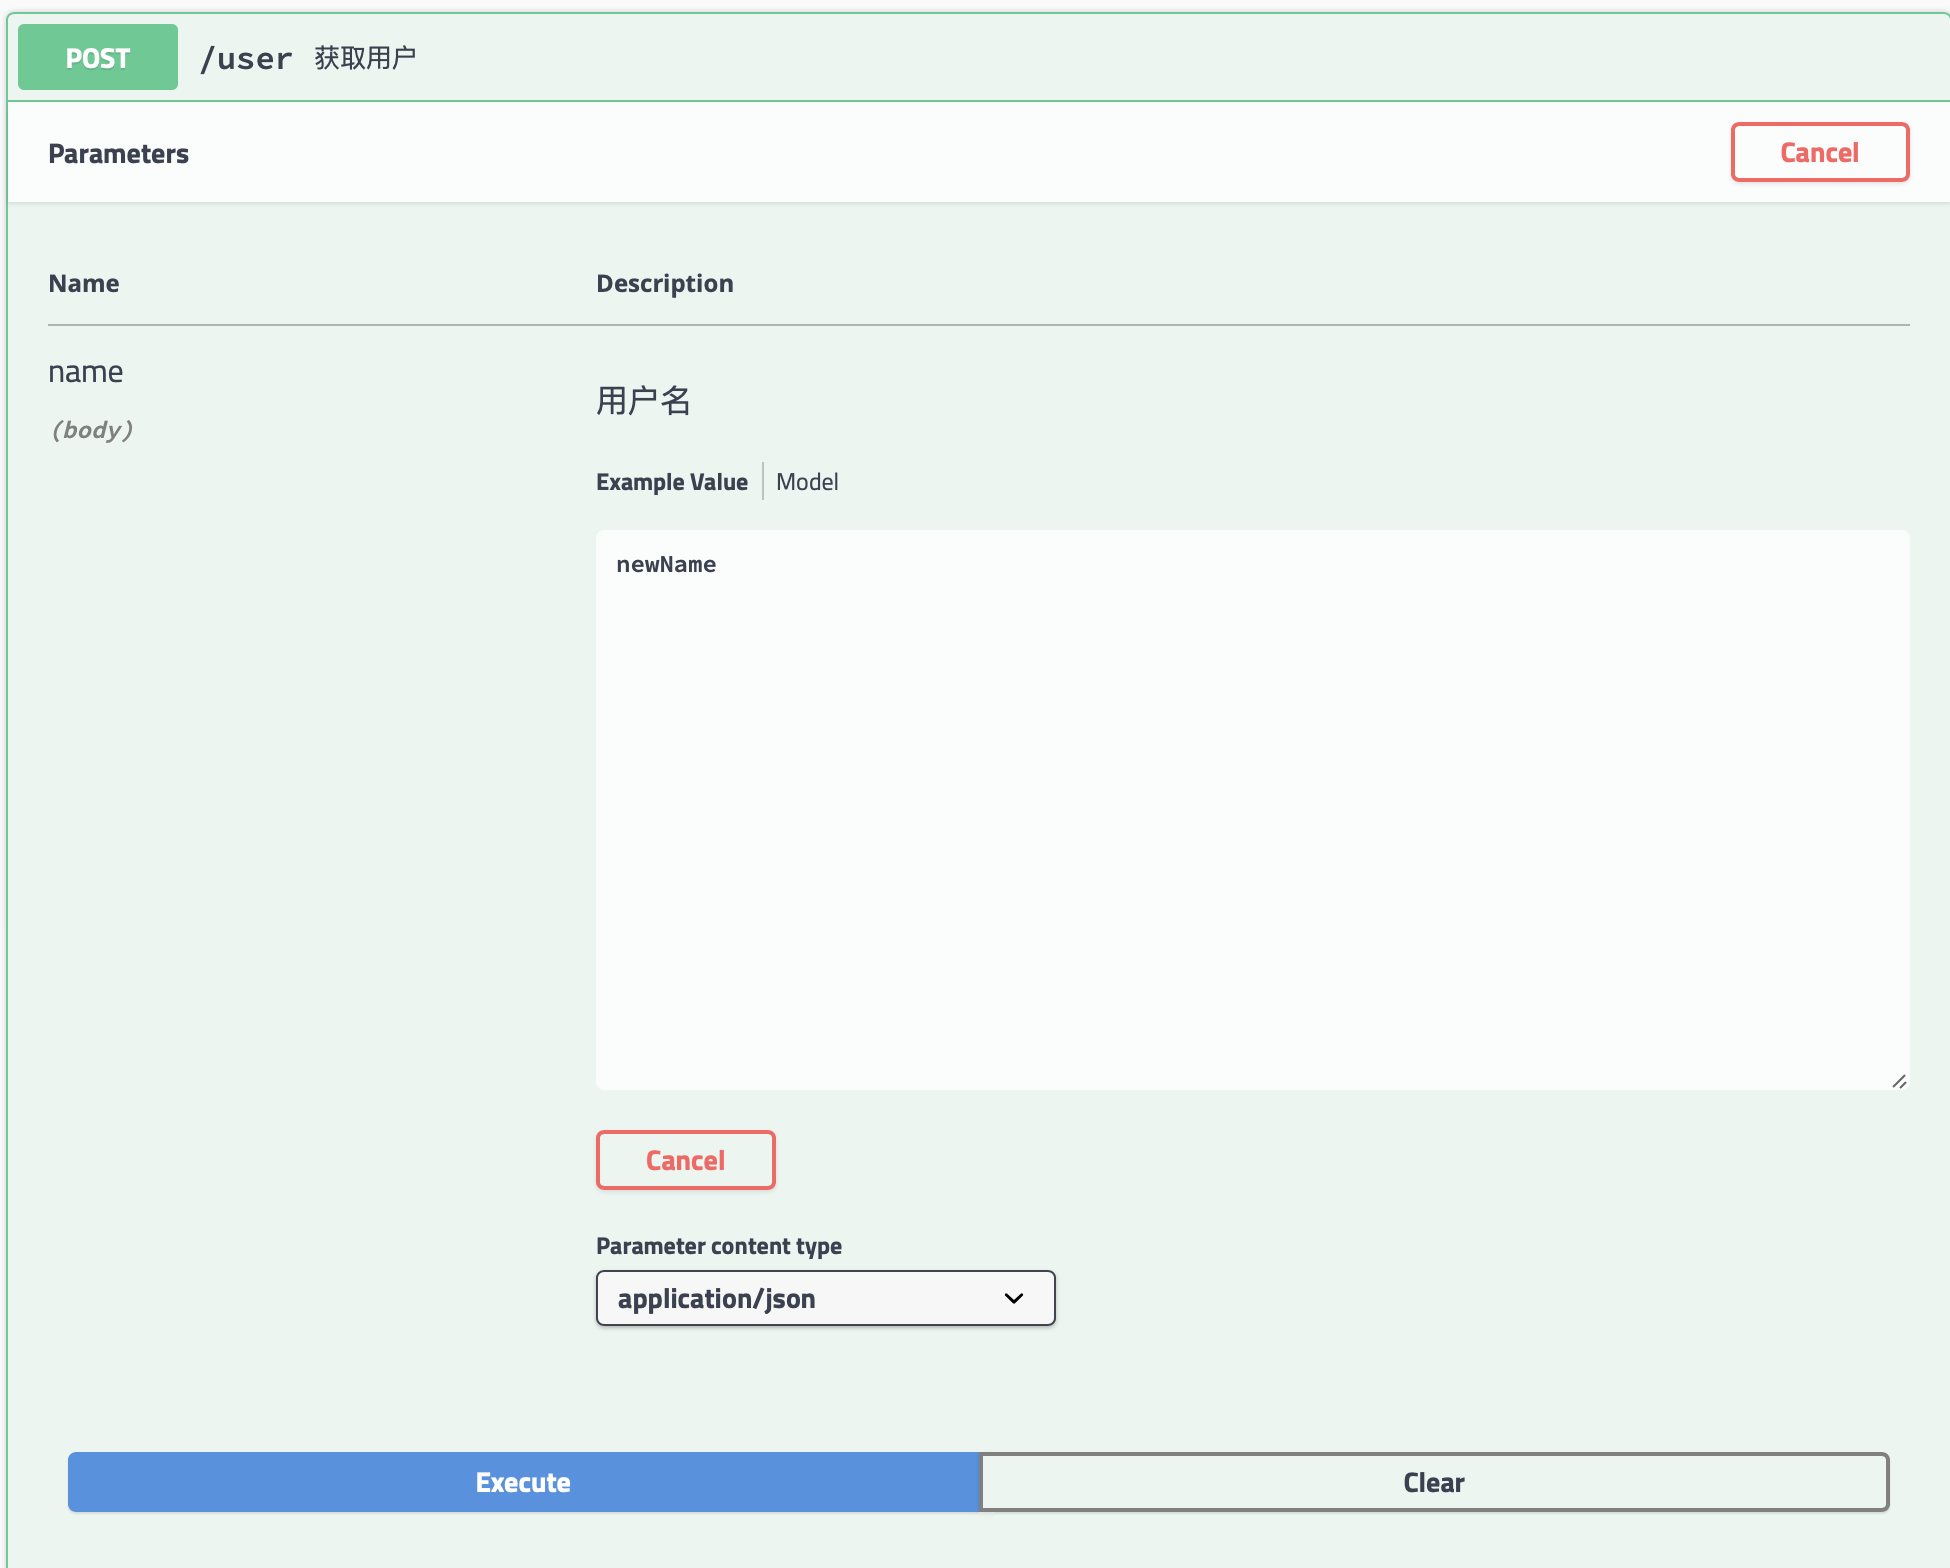 POST /user 获取用户
Parameters
Cancel
Name Description
name
用户名
(body)
Example Value Model
newName
Cancel
Parameter content type
application/json
Execute Clear